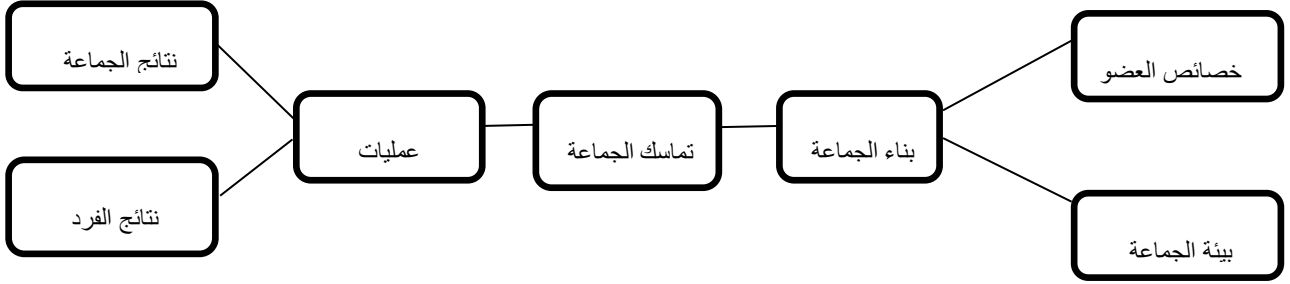 خصائص العضو
بيئة الجماعة
بناء الجماعة
تماسك الجماعة
عمليات
نتائج الجماعة
نتائج الفرد